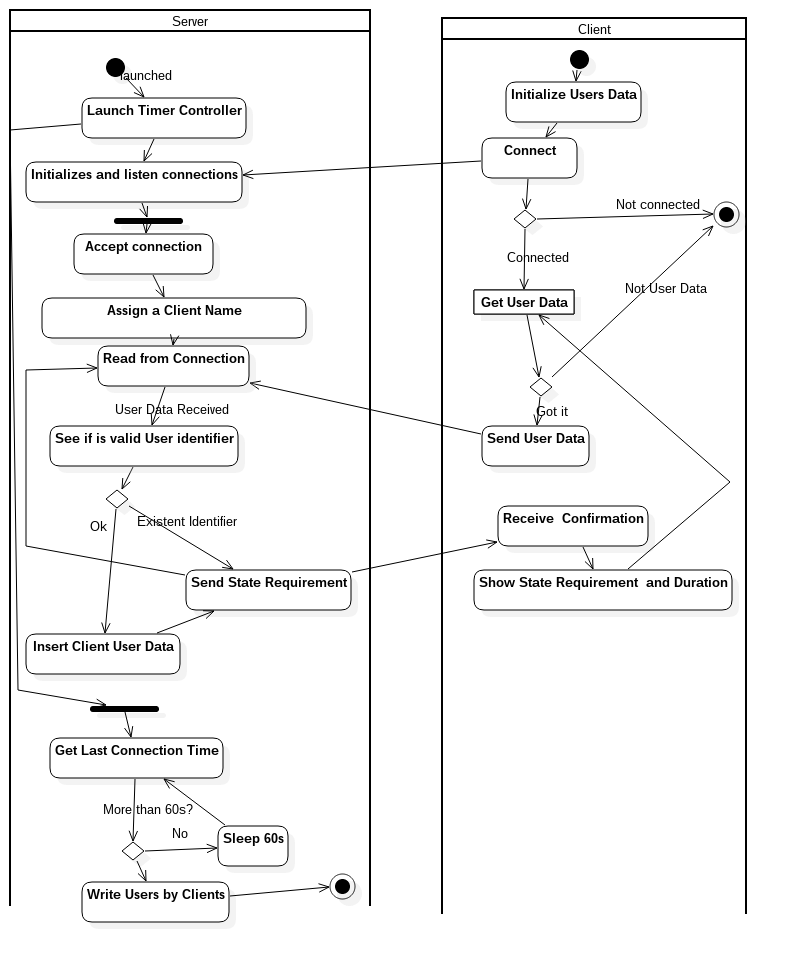 Server
launched
Launch Timer Controller
Initializes and listen connections
Accept connection
Assign a Client Name
Read from Connection
User Data Received
See if is valid User identifier
Ok
Existent Identifier
Send State Requirement
Insert Client User Data
Get Last Connection Time
More than 60s?
No
Sleep 60s
Write Users by Clients
Client
Initialize Users Data
Connect
Not connected
Connected
Not User Data
Get User Data
Got it
Send User Data
Receive  Confirmation
Show State Requirement  and Duration